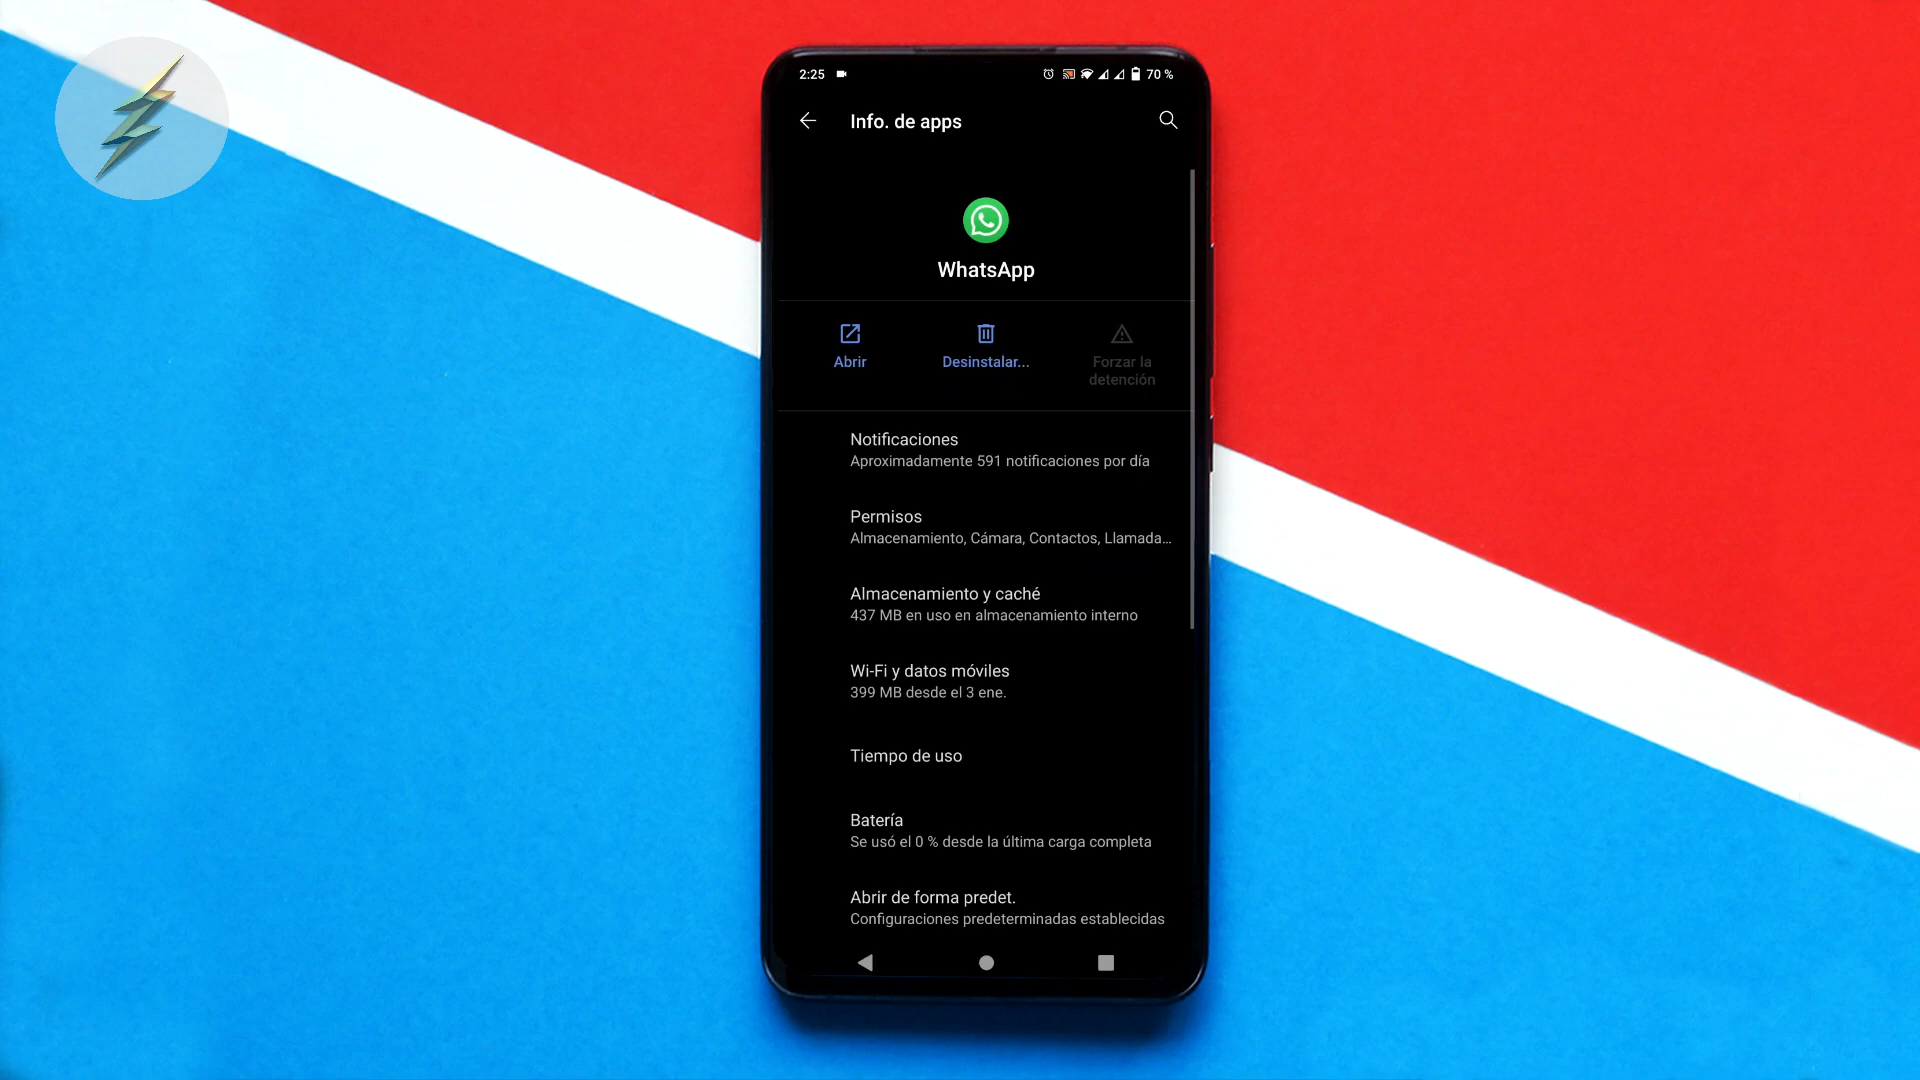 2:25
70 %
Info. de apps
WhatsApp
Abrir
Desinstalar...
Forzar la
detención
Notificaciones
Aproximadamente 591 notificaciones por día
Permisos
Almacenamiento, Cámara, Contactos, Llamada...
Almacenamiento y caché
437 MB en uso en almacenamiento interno
Wi-Fi y datos móviles
399 MB desde el 3 ene.
Tiempo de uso
Batería
Se usó el 0 % desde la última carga completa
Abrir de forma predet.
Configuraciones predeterminadas establecidas